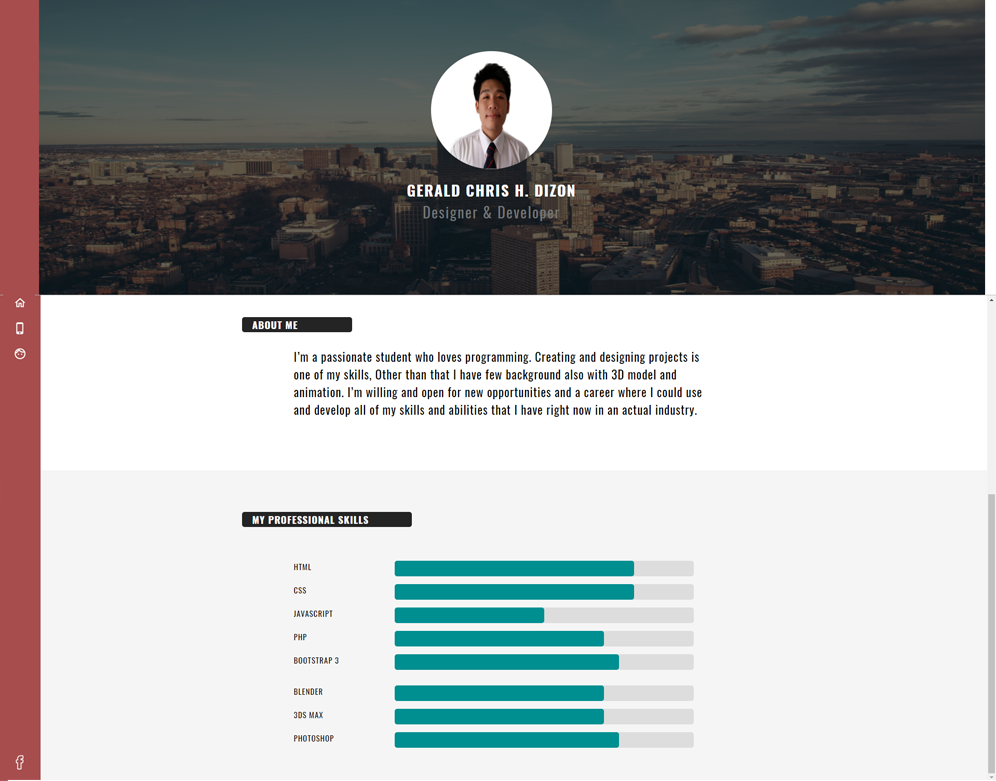 GERALD CHRIS H. DIZON
Designer & Developer
ABOUT ME
I'm a passionate student who loves programming. Creating and designing projects is
one of my skills, Other than that I have few background also with 3D model and
animation. I'm willing and open for new opportunities and a career where I could use
and develop all of my skills and abilities that I have right now in an actual industry.
MY PROFESSIONAL SKILLS
HTML
CSS
JAVASCRIPT
PHP
BOOTSTRAP 3
BLENDER
3DS MAX
PHOTOSHOP